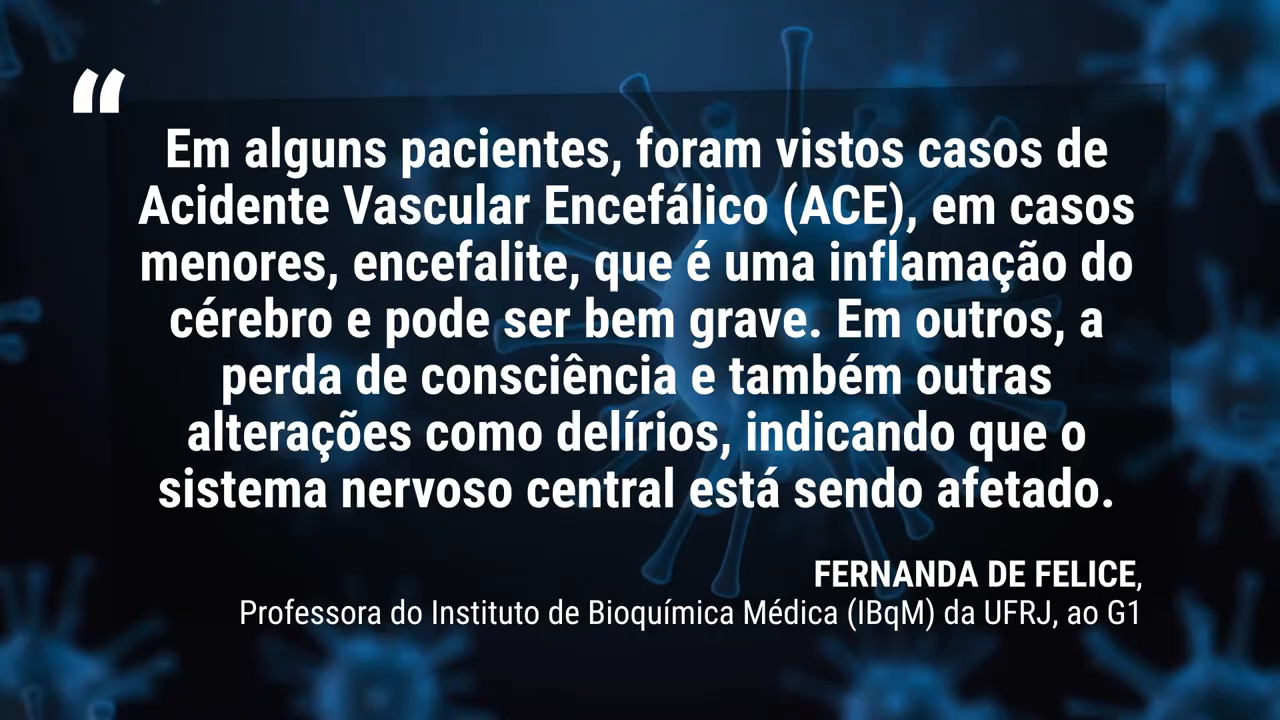 “
Em alguns pacientes, foram vistos casos de
Acidente Vascular Encefálico (ACE), em casos
menores, encefalite, que é uma inflamação do
cérebro e pode ser bem grave. Em outros, a
perda de consciência e também outras
alterações como delírios, indicando que o
sistema nervoso central está sendo afetado.
FERNANDA DE FELICE,
Professora do Instituto de Bioquímica Médica (IBqM) da UFRJ, ao G1